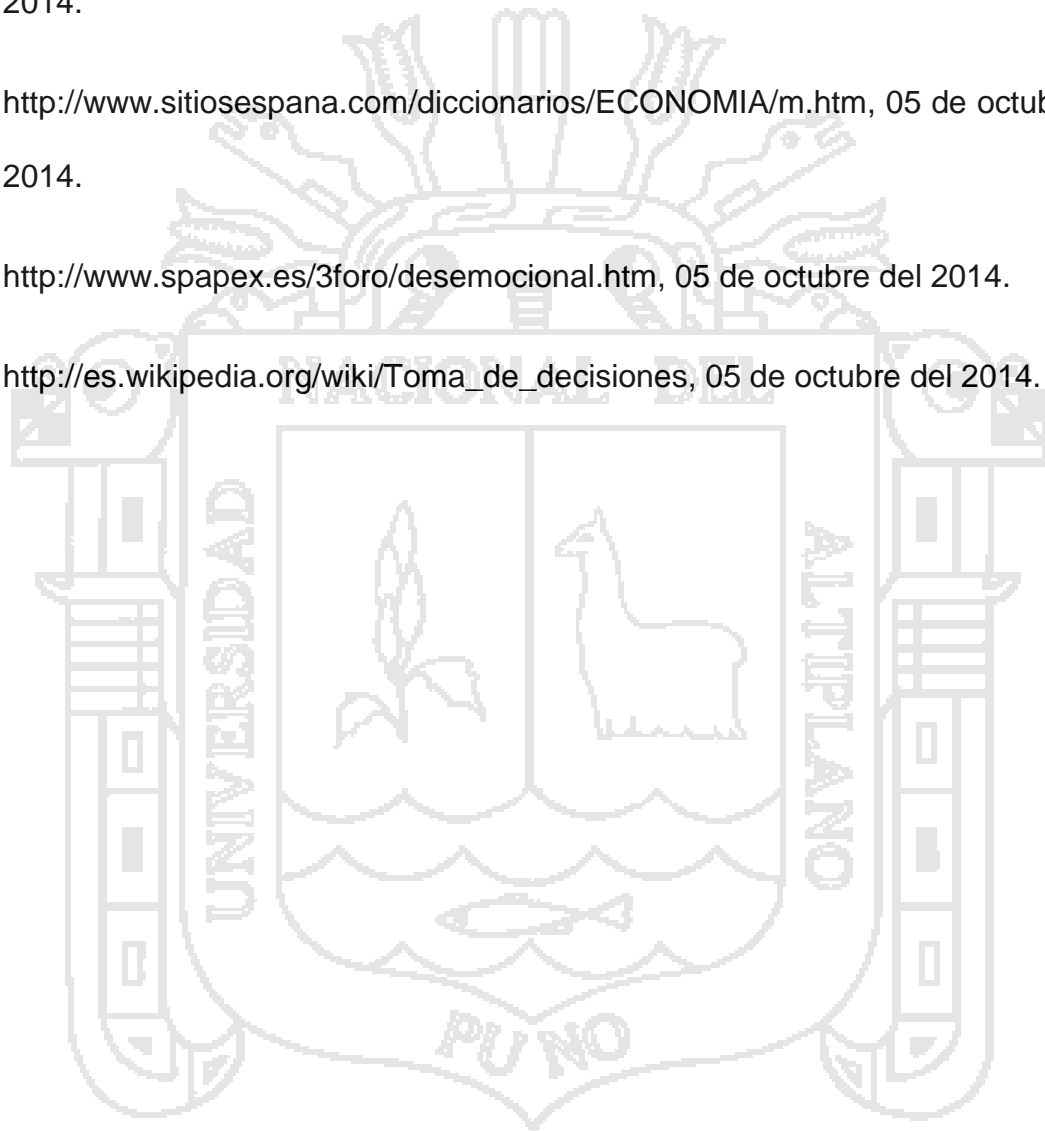 2014.
http://www.sitiosespana.com/diccionarios/ECONOMIA/m.htm, 05 de octub
2014.
http://www.spapex.es/3foro/desemocional.htm, 05 de octubre del 2014.
http://es.wikipedia.org/wiki/Toma_de_decisiones, 05 de octubre del 2014.
NACIONAL DEL
UNIVERSIDAD
ALTIPLANO
PUNO